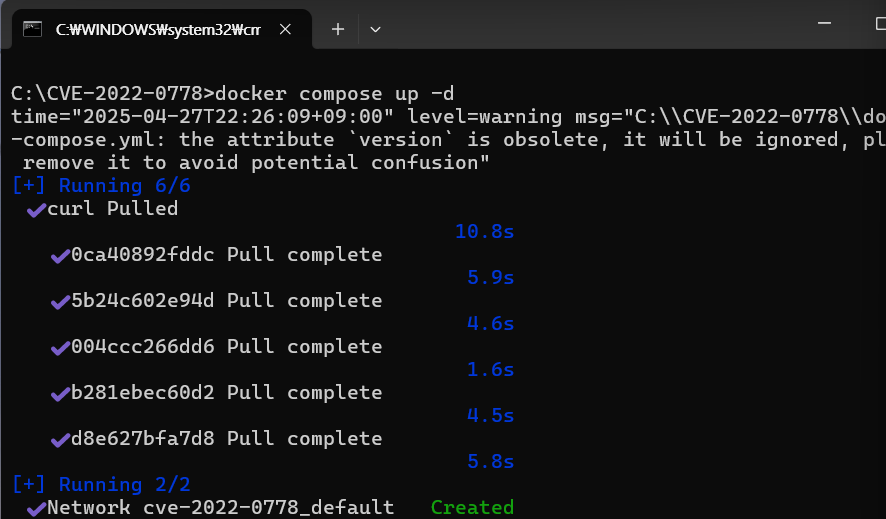 C:₩WINDOWS₩system32₩cm
C:\CVE-2022-0778>docker compose up -d
time="2025-04-27T22:26:09+09:00" level=warning msg="C:\\CVE-2022-0778\\do
-compose.yml: the attribute `version` is obsolete, it will be ignored, pl
remove it to avoid potential confusion"
[+] Running 6/6
✔curl Pulled
10.8s
✔0ca40892fddc Pull complete
5.9s
✔5b24c602e94d Pull complete
4.6s
✔004ccc266dd6 Pull complete
1.6s
✔b281ebec60d2 Pull complete
4.5s
✔d8e627bfa7d8 Pull complete
5.8s
[+] Running 2/2
✔Network cve-2022-0778_default Created